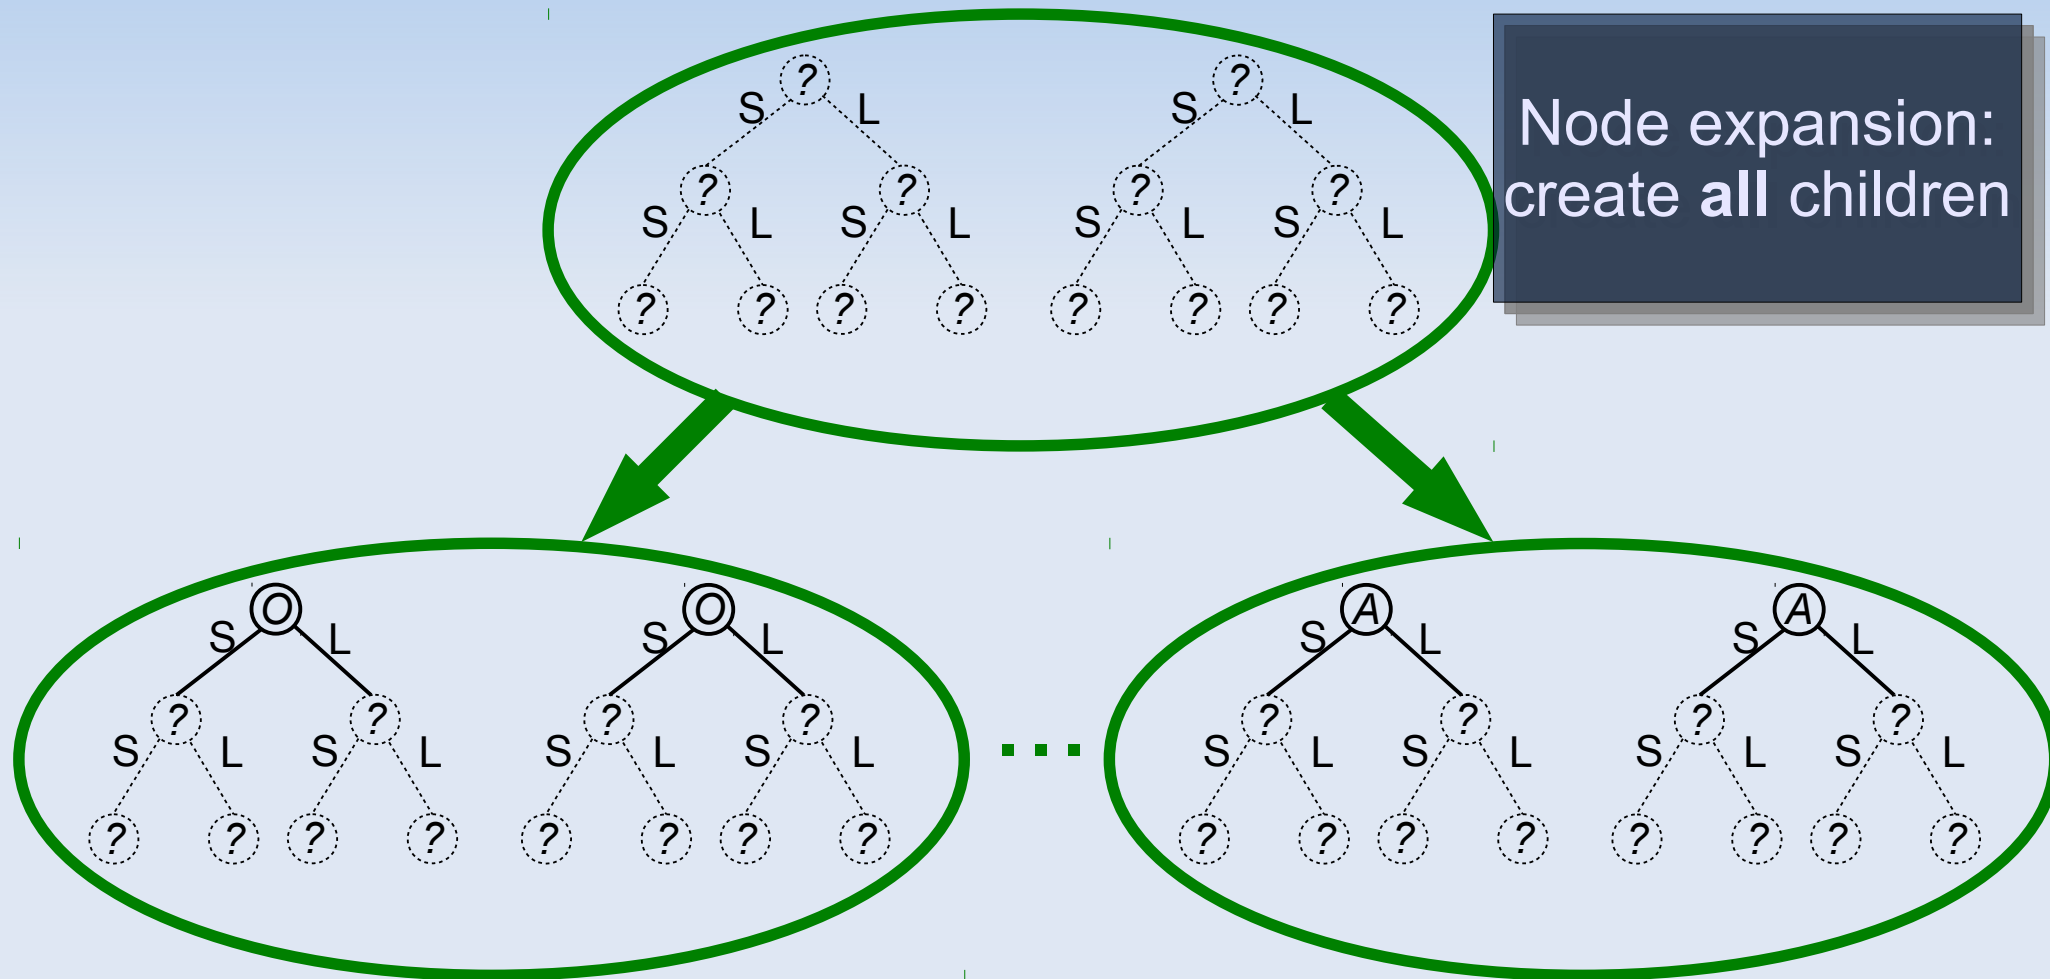 ? ?
S L S L
? ? ? ?
S L S L S L S L
? ? ? ? ? ? ? ?
Node expansion:
create all children
O O A A
S L S L S L S L
? ? ? ? ? ? ? ?
S L S L S L S L S L S L S L S L
? ? ? ? ? ? ? ? ? ? ? ? ? ? ? ?